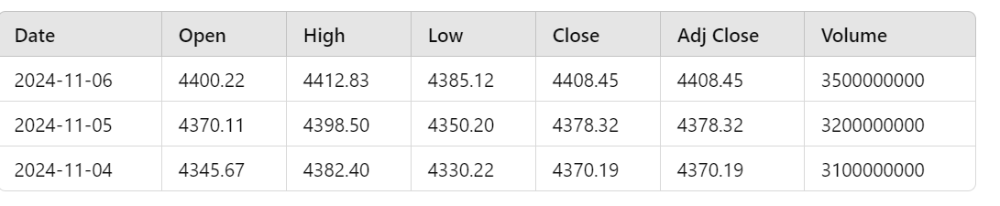 Date Open High Low Close Adj Close Volume
2024-11-06 4400.22 4412.83 4385.12 4408.45 4408.45 3500000000
2024-11-05 4370.11 4398.50 4350.20 4378.32 4378.32 3200000000
2024-11-04 4345.67 4382.40 4330.22 4370.19 4370.19 3100000000